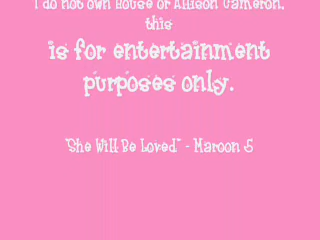 I do not own House or Allison Cameron,
this
is for entertainment
purposes only.
"She Will Be Loved" - Maroon 5